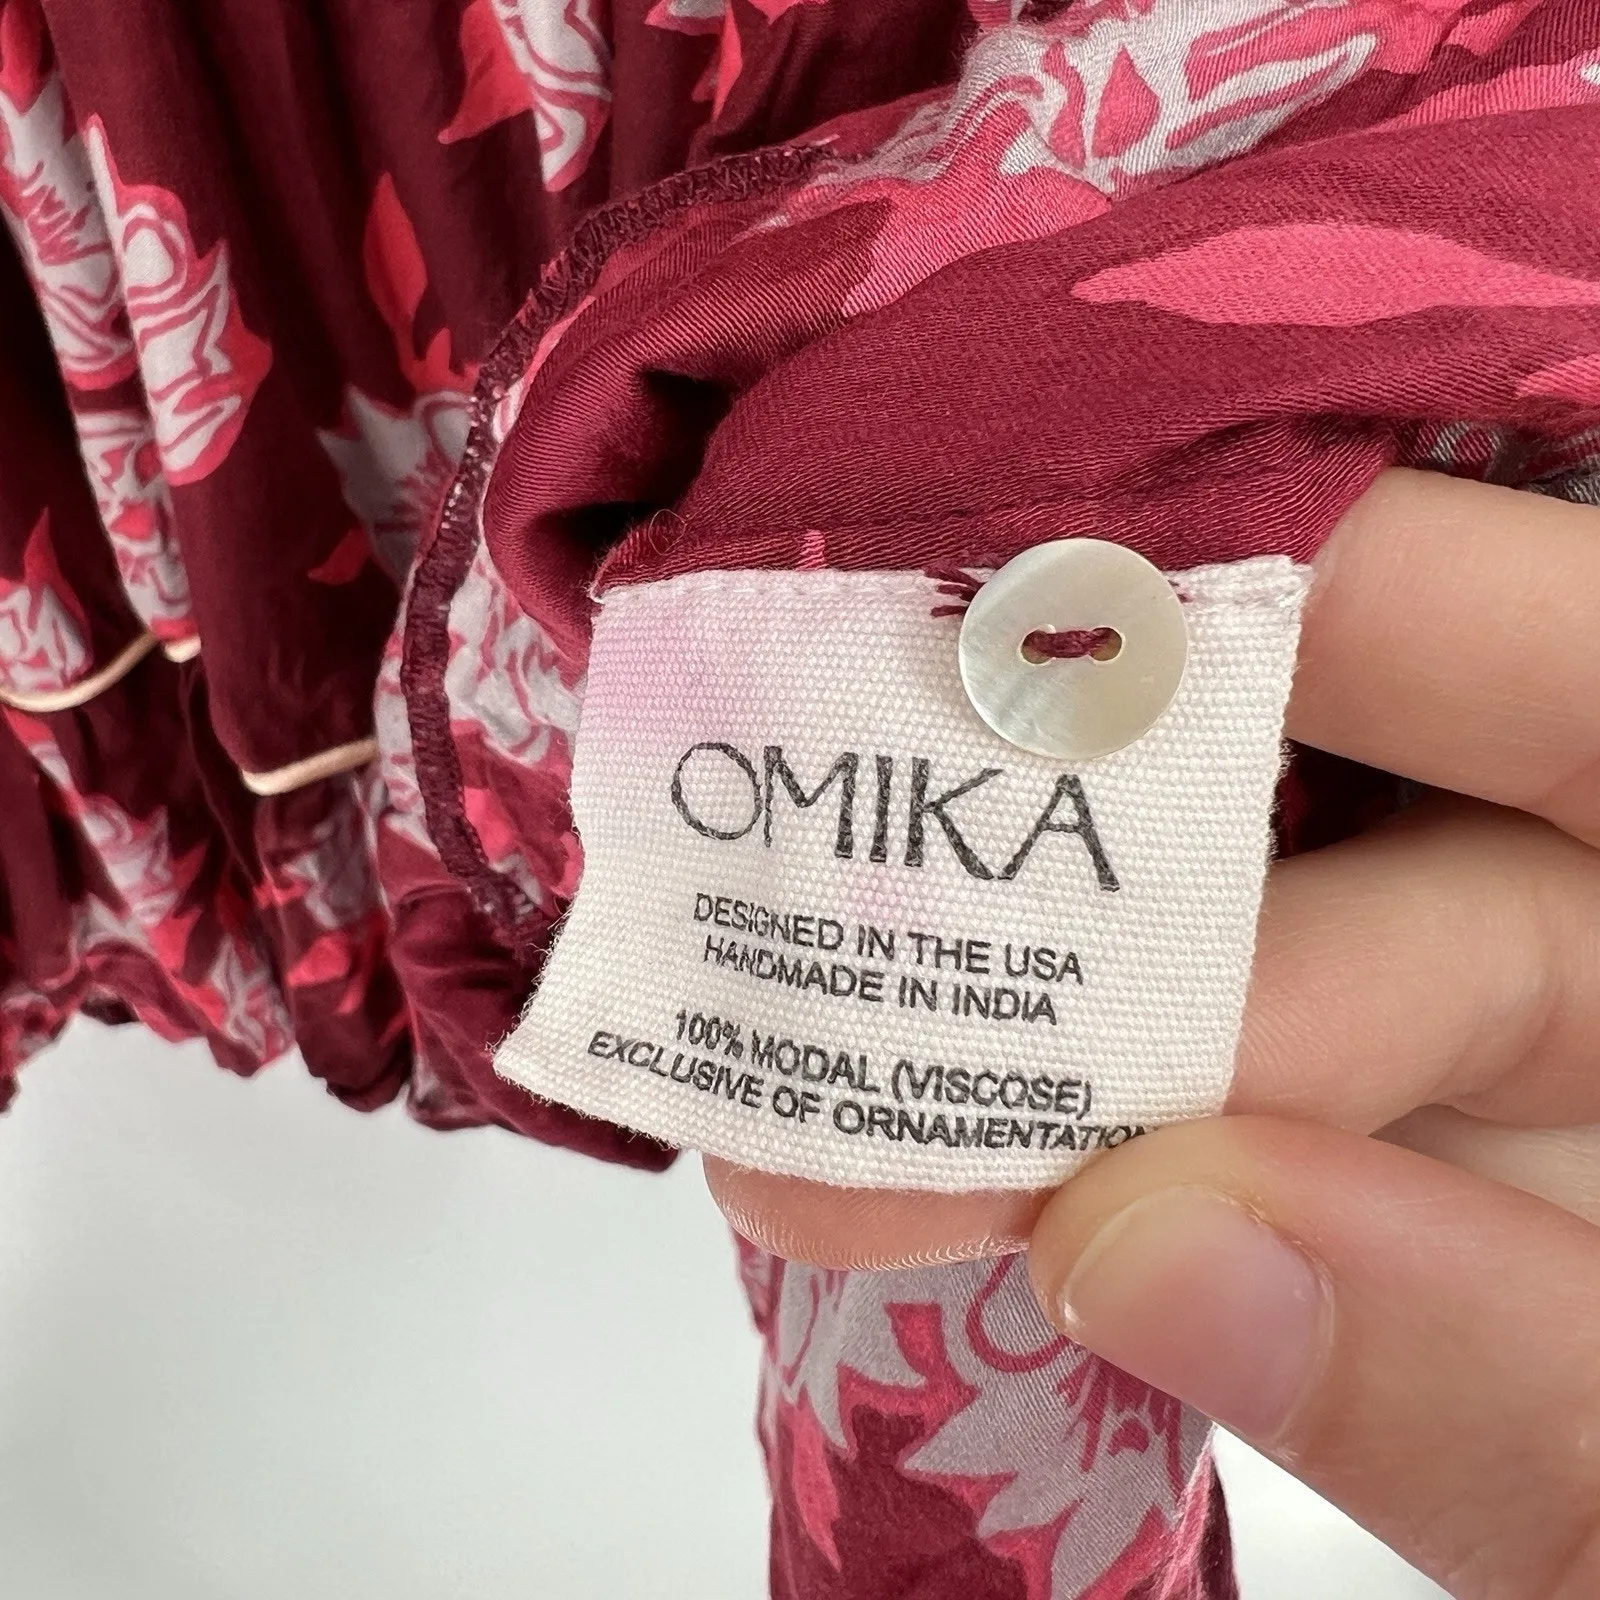 OMIKA
DESIGNED IN THE USA
HANDMADE IN INDIA
100% MODAL (VISCOSE)
EXCLUSIVE OF ORNAMENTATION